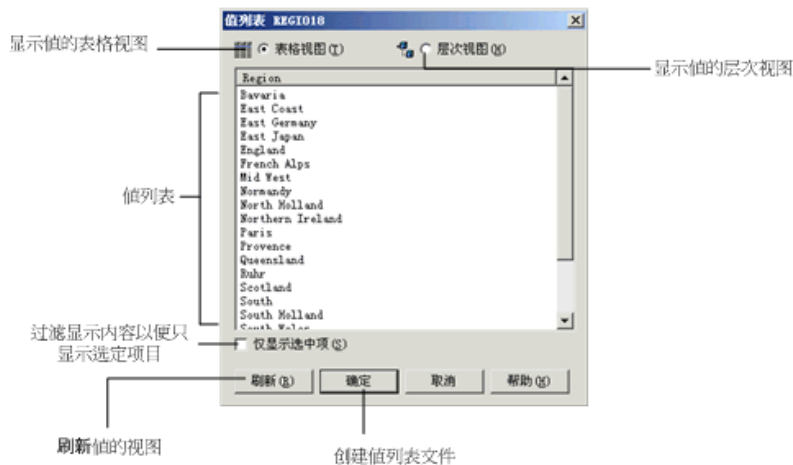 值列表 REGIO18
显示值的表格视图
表格视图(T)
层次视图(H)
显示值的层次视图
Region
Bavaria
East Coast
East Germany
East Japan
England
French Alps
Mid West
Normandy
North Holland
Northern Ireland
Paris
Provence
Queensland
Ruhr
Scotland
South
South Holland
South Wales
值列表
过滤显示内容以便只
显示选定项目
仅显示选中项(S)
刷新(R)
确定
取消
帮助(H)
刷新值的视图
创建值列表文件